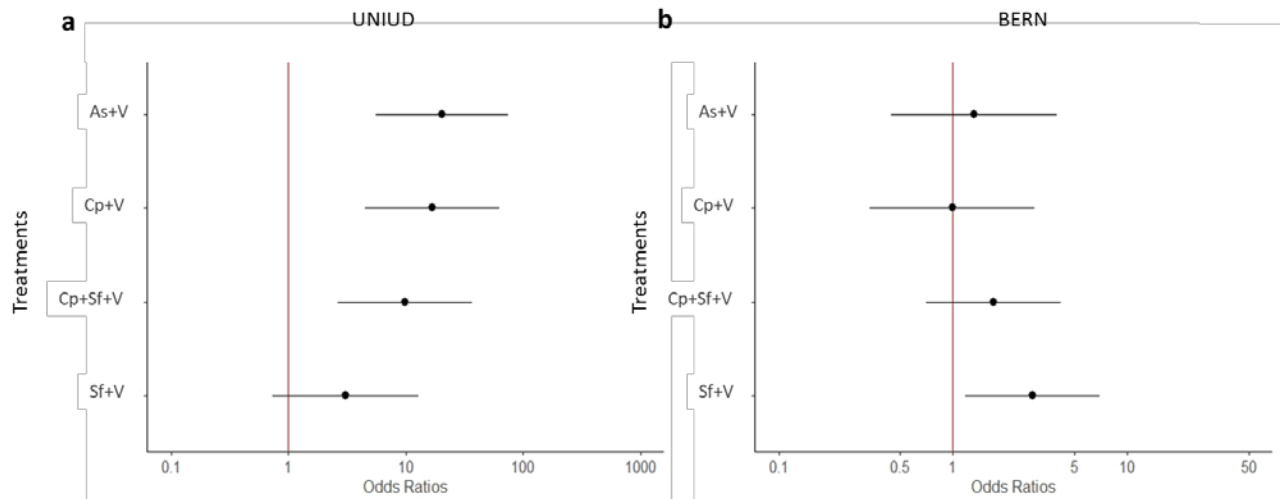 a
UNIUD
Treatments
As+V
Cp+V
Cp+Sf+V
Sf+V
0.1 1 10 100 1000
Odds Ratios
b
BERN
Treatments
As+V
Cp+V
Cp+Sf+V
Sf+V
0.1 0.5 1 5 10 50
Odds Ratios